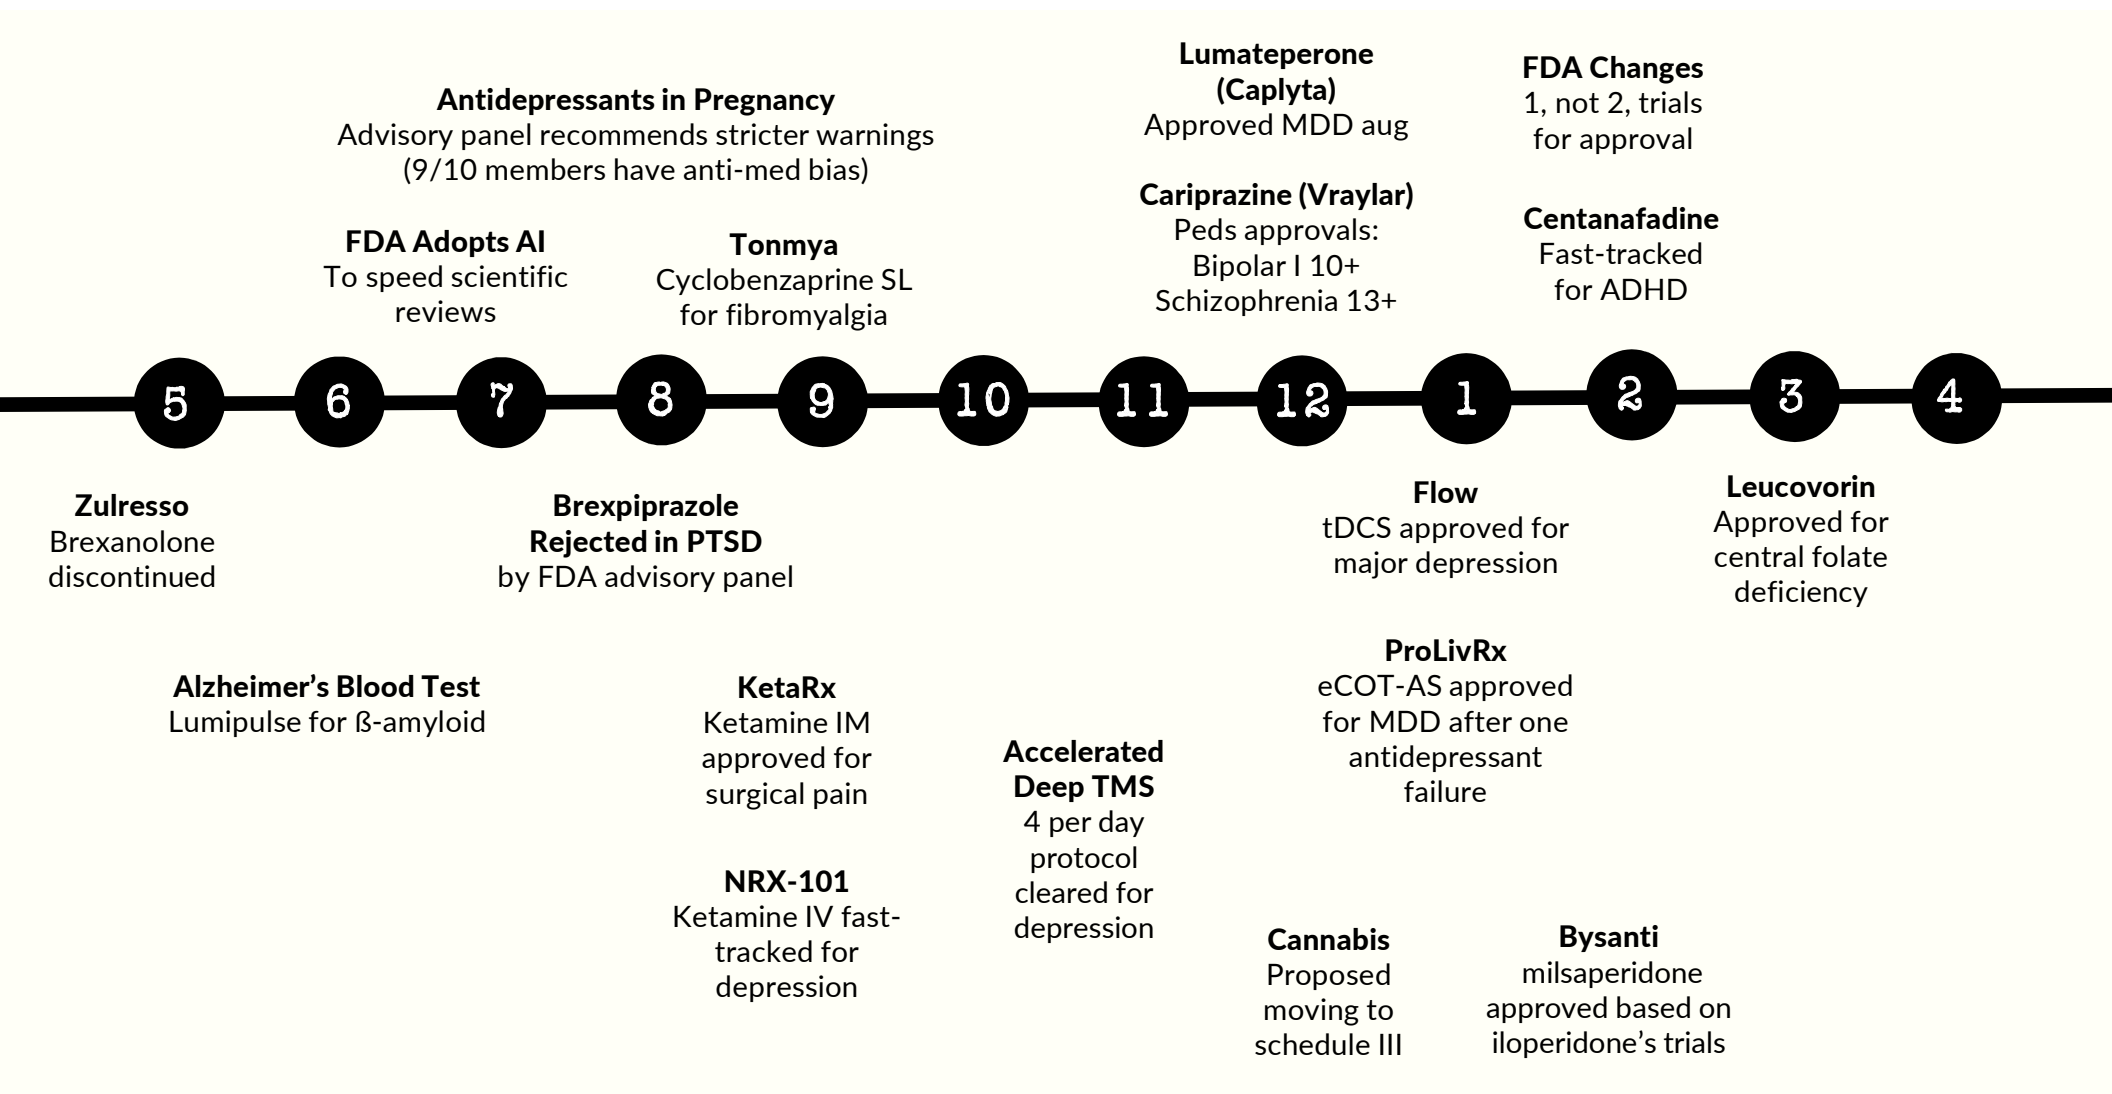 Antidepressants in Pregnancy
Advisory panel recommends stricter warnings
(9/10 members have anti-med bias)
FDA Adopts AI
To speed scientific
reviews
Tonmya
Cyclobenzaprine SL
for fibromyalgia
Lumateperone
(Caplyta)
Approved MDD aug
Cariprazine (Vraylar)
Peds approvals:
Bipolar I 10+
Schizophrenia 13+
FDA Changes
1, not 2, trials
for approval
Centanafadine
Fast-tracked
for ADHD
5 6 7 8 9 10 11 12 1 2 3 4
Zulresso
Brexanolone
discontinued
Alzheimer’s Blood Test
Lumipulse for ß-amyloid
Brexpiprazole
Rejected in PTSD
by FDA advisory panel
KetaRx
Ketamine IM
approved for
surgical pain
NRX-101
Ketamine IV fast-
tracked for
depression
Accelerated
Deep TMS
4 per day
protocol
cleared for
depression
Flow
tDCS approved for
major depression
ProLivRx
eCOT-AS approved
for MDD after one
antidepressant
failure
Cannabis
Proposed
moving to
schedule III
Bysanti
milsaperidone
approved based on
iloperidone’s trials
Leucovorin
Approved for
central folate
deficiency